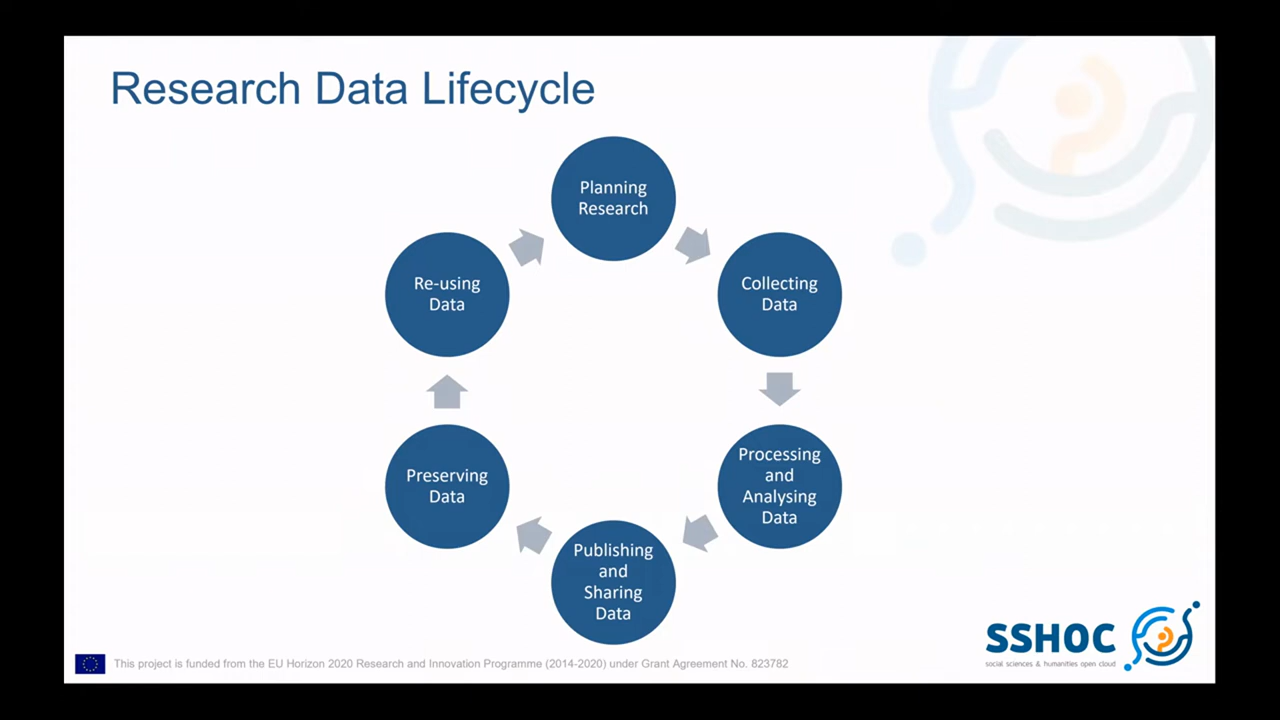 Research Data Lifecycle
Planning
Research
Collecting
Data
Processing
and
Analysing
Data
Publishing
and
Sharing
Data
Preserving
Data
Re-using
Data
This project is funded from the EU Horizon 2020 Research and Innovation Programme (2014-2020) under Grant Agreement No. 823782
SSHOC
social sciences & humanities open cloud